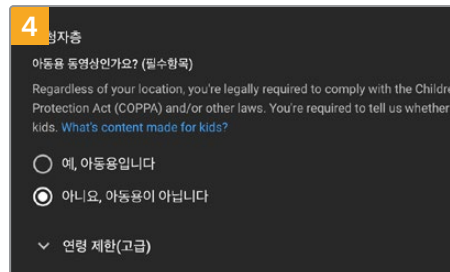 4
청자층
아동용 동영상인가요? (필수항목)
Regardless of your location, you're legally required to comply with the
Protection Act (COPPA) and/or other laws. You're required to tell us whether
kids. What's content made for kids?
예, 아동용입니다
아니요, 아동용이 아닙니다
연령 제한(고급)